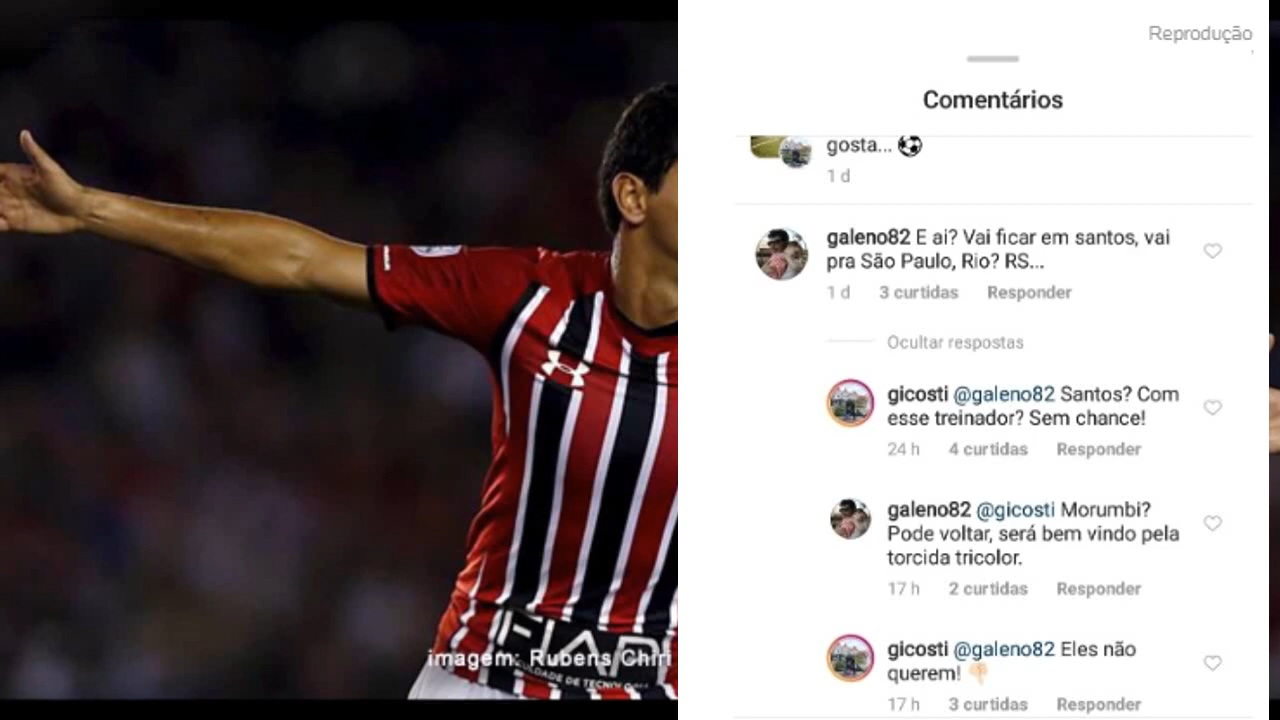 Reprodução
Comentários
gosta... ⚽
1 d
galeno82 E ai? Vai ficar em santos, vai
pra São Paulo, Rio? RS...
1 d 3 curtidas Responder
Ocultar respostas
gicosti @galeno82 Santos? Com
esse treinador? Sem chance!
24 h 4 curtidas Responder
galeno82 @gicosti Morumbi?
Pode voltar, será bem vindo pela
torcida tricolor.
17 h 2 curtidas Responder
gicosti @galeno82 Eles não
querem! 👎🏻
17 h 3 curtidas Responder
FIAP
imagem: Rubens Chiri